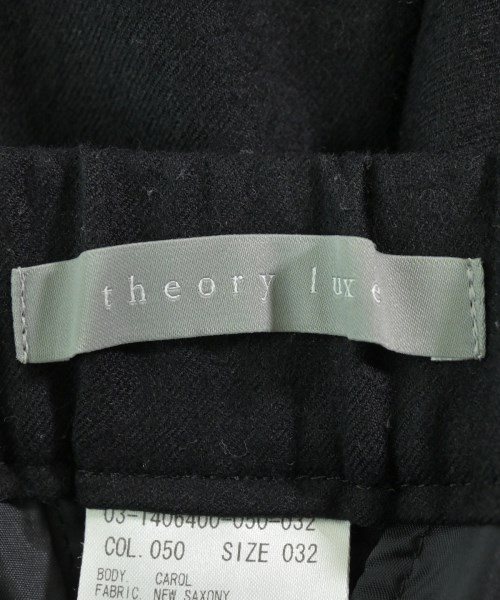 theory luxe
03-1406400-050-032
COL. 050 SIZE 032
BODY. CAROL
FABRIC. NEW SAXONY